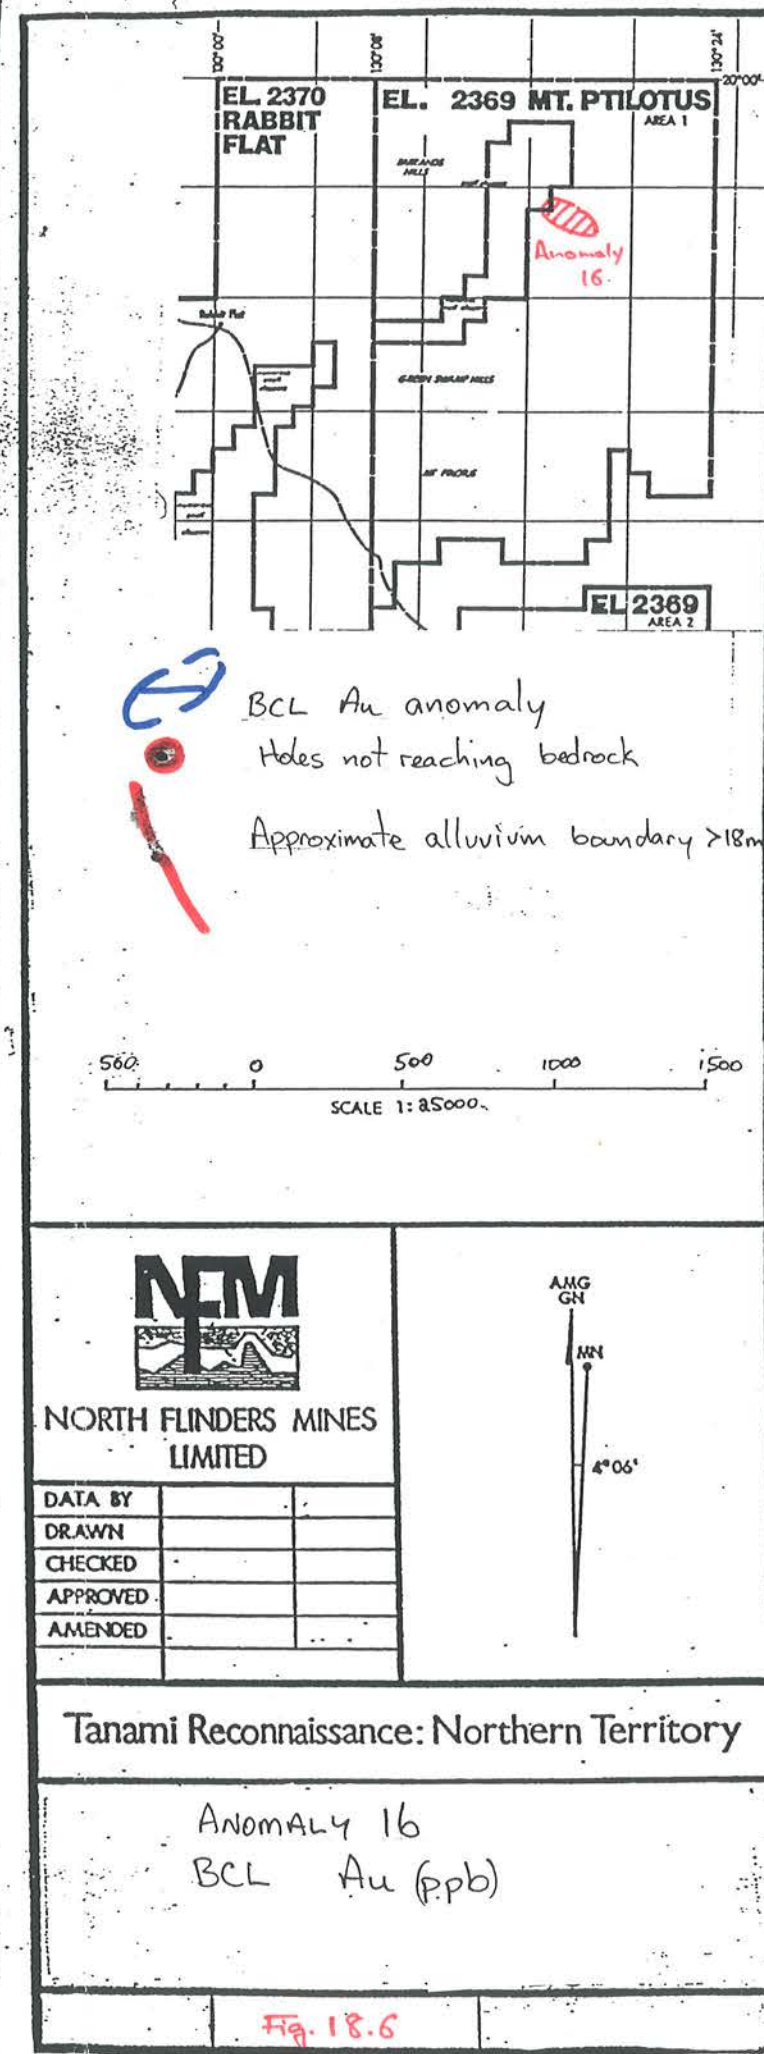 130°00'
130°08'
130°24'
20°00'
EL. 2370
RABBIT
FLAT
EL. 2369 MT. PTILOTUS
AREA 1
HILLS
Anomaly
16.
Rabbit Flat
GREEN SWAMP HILLS
EL 2369
AREA 2
BCL Au anomaly
Holes not reaching bedrock
Approximate alluvium boundary >18m
500 0 500 1000 1500
SCALE 1:25000
NFM
NORTH FLINDERS MINES
LIMITED
AMG
GN
MN
4°06'
DATA BY
DRAWN
CHECKED
APPROVED
AMENDED
Tanami Reconnaissance: Northern Territory
ANOMALY 16
BCL Au (ppb)
Fig. 18.6